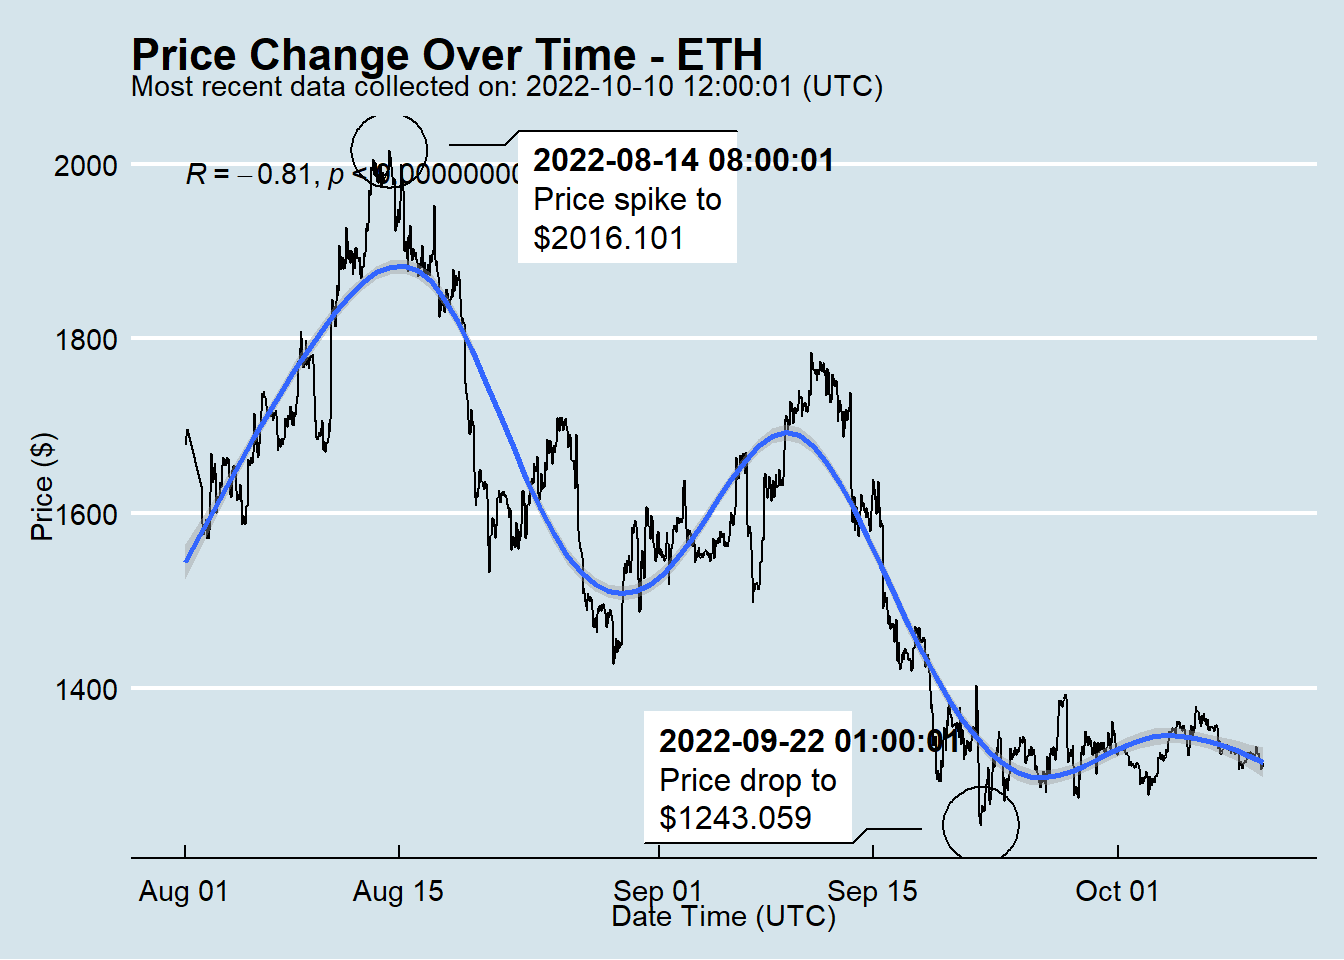 Price Change Over Time - ETH
Most recent data collected on: 2022-10-10 12:00:01 (UTC)
R = −0.81, p <
2022-08-14 08:00:01
Price spike to
$2016.101
2000
1800
1600
1400
Price ($)
2022-09-22 01:00:01
Price drop to
$1243.059
Aug 01
Aug 15
Sep 01
Sep 15
Oct 01
Date Time (UTC)